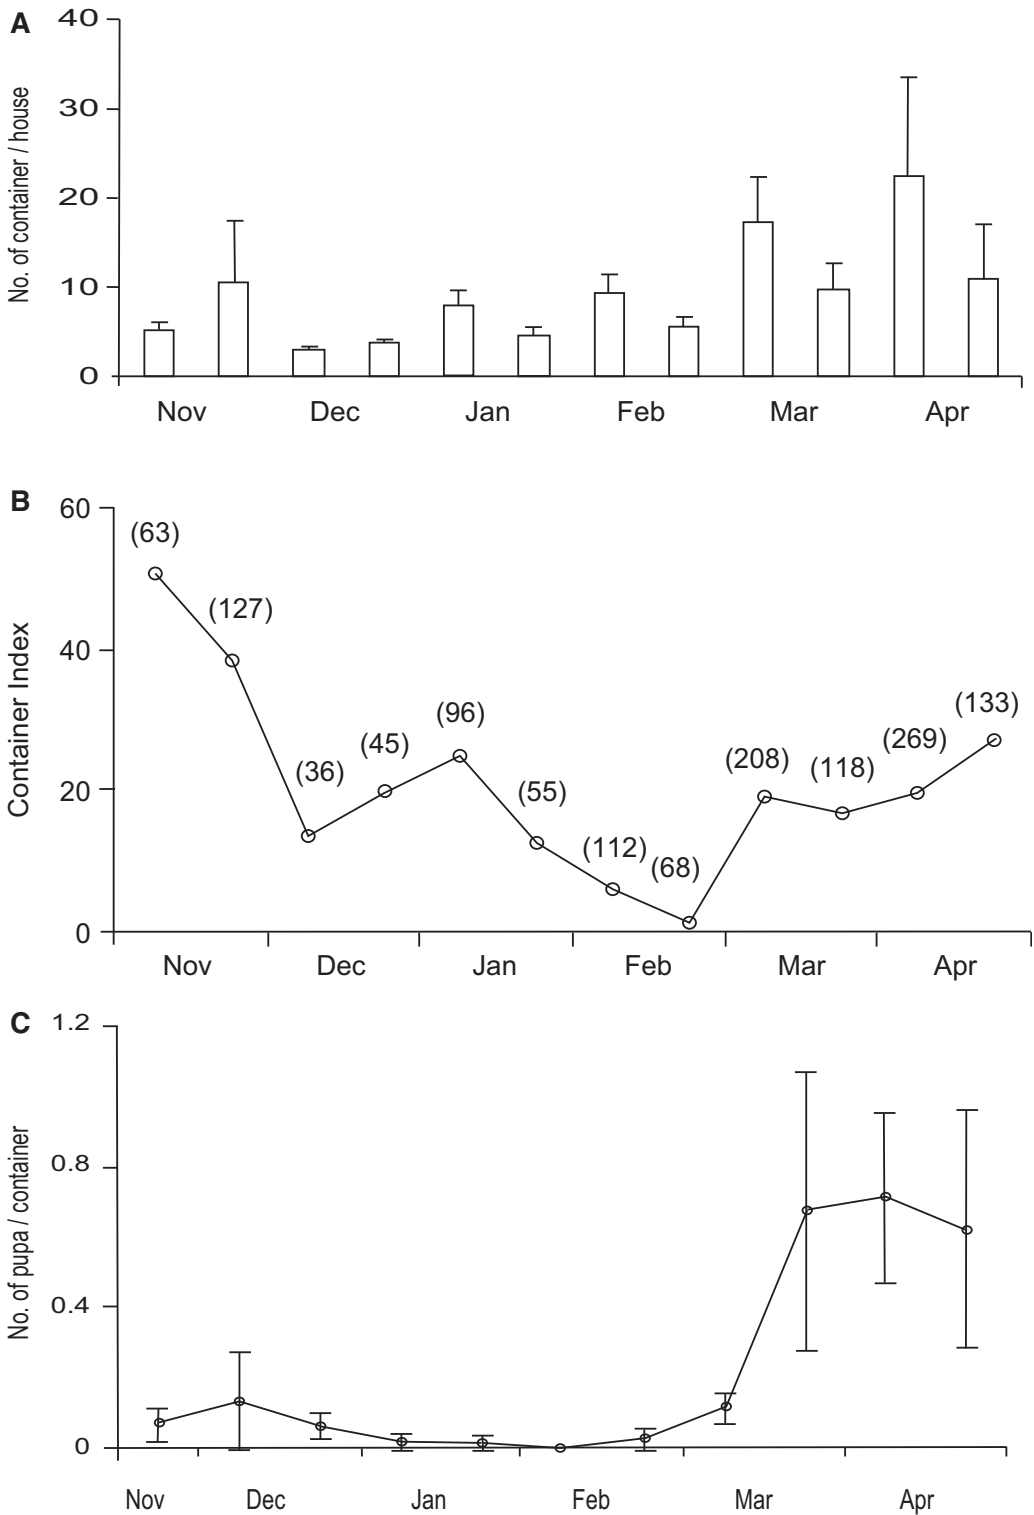 A
No. of container / house
40
30
20
10
0
Nov Dec Jan Feb Mar Apr
B
Container Index
60
40
20
0
(63)
(127)
(36)
(45)
(96)
(55)
(112)
(68)
(208)
(118)
(269)
(133)
Nov Dec Jan Feb Mar Apr
C
No. of pupa / container
1.2
0.8
0.4
0
Nov Dec Jan Feb Mar Apr